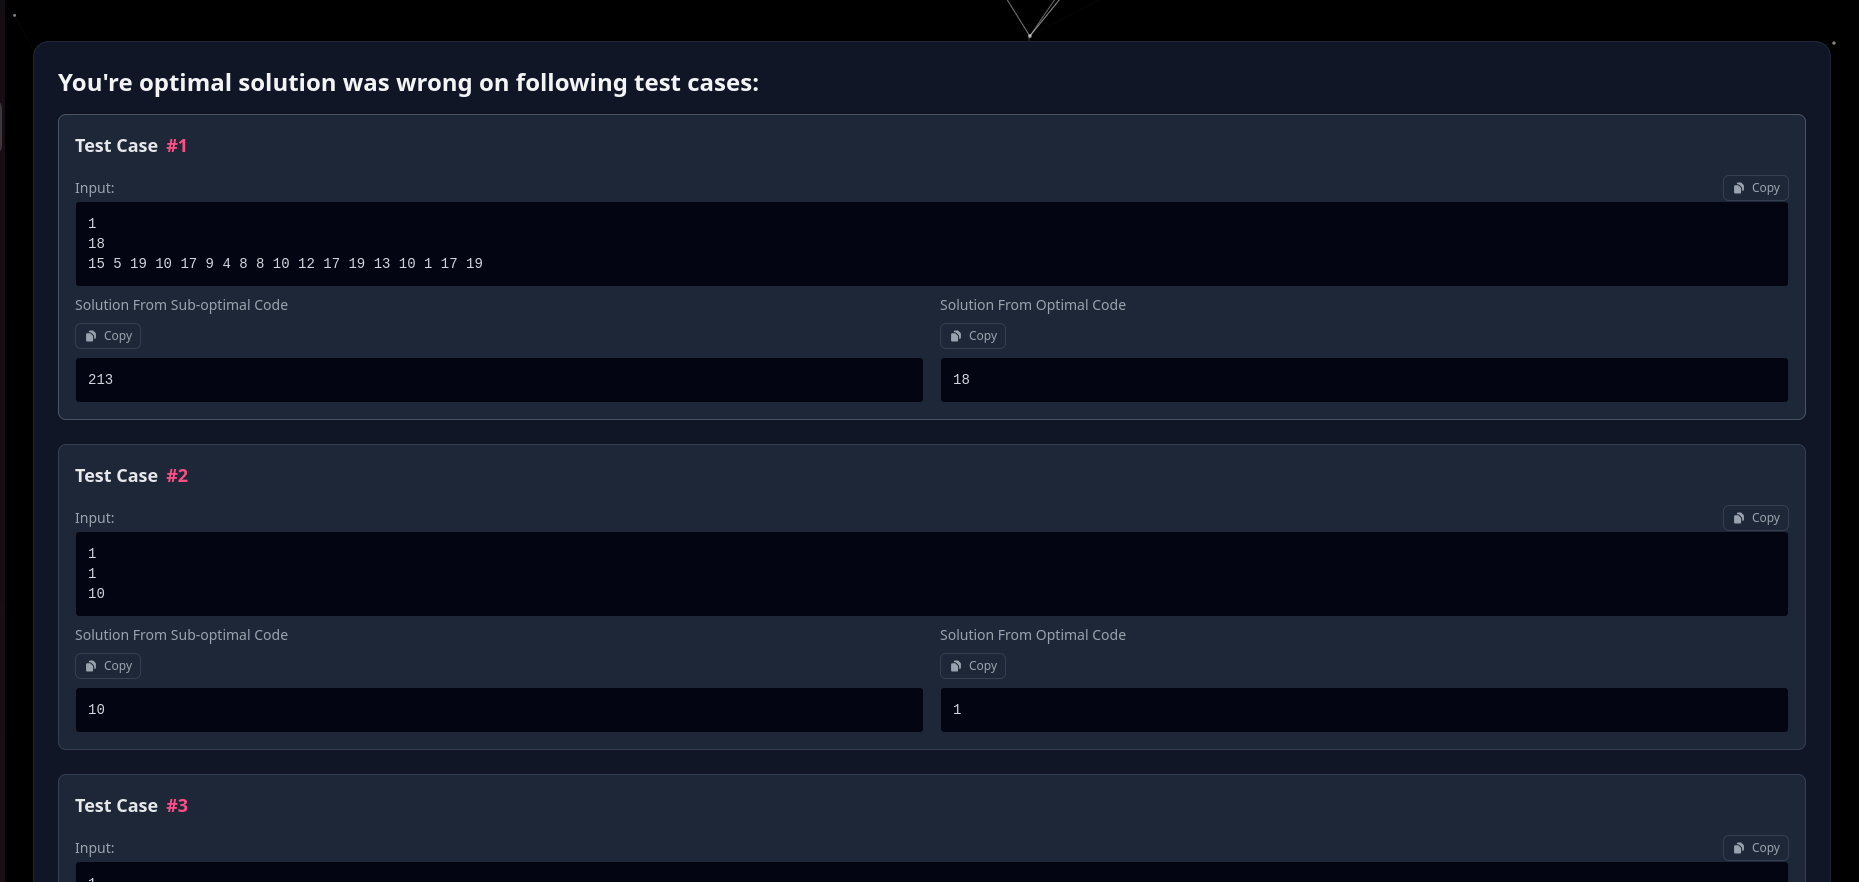 You're optimal solution was wrong on following test cases:
Test Case #1
Input:
Copy
1
18
15 5 19 10 17 9 4 8 8 10 12 17 19 13 10 1 17 19
Solution From Sub-optimal Code
Solution From Optimal Code
Copy
Copy
213
18
Test Case #2
Input:
Copy
1
1
10
Solution From Sub-optimal Code
Solution From Optimal Code
Copy
Copy
10
1
Test Case #3
Input:
Copy